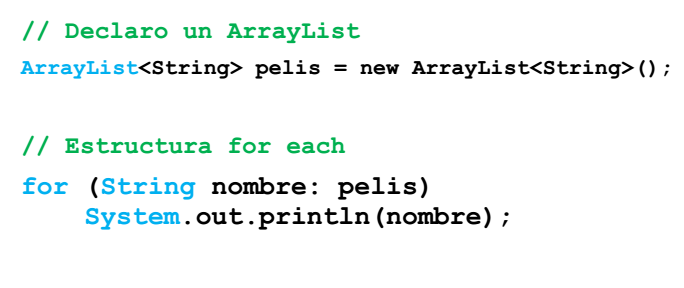 // Declaro un ArrayList
ArrayList<String> pelis = new ArrayList<String>();
// Estructura for each
for (String nombre: pelis)
System.out.println(nombre);